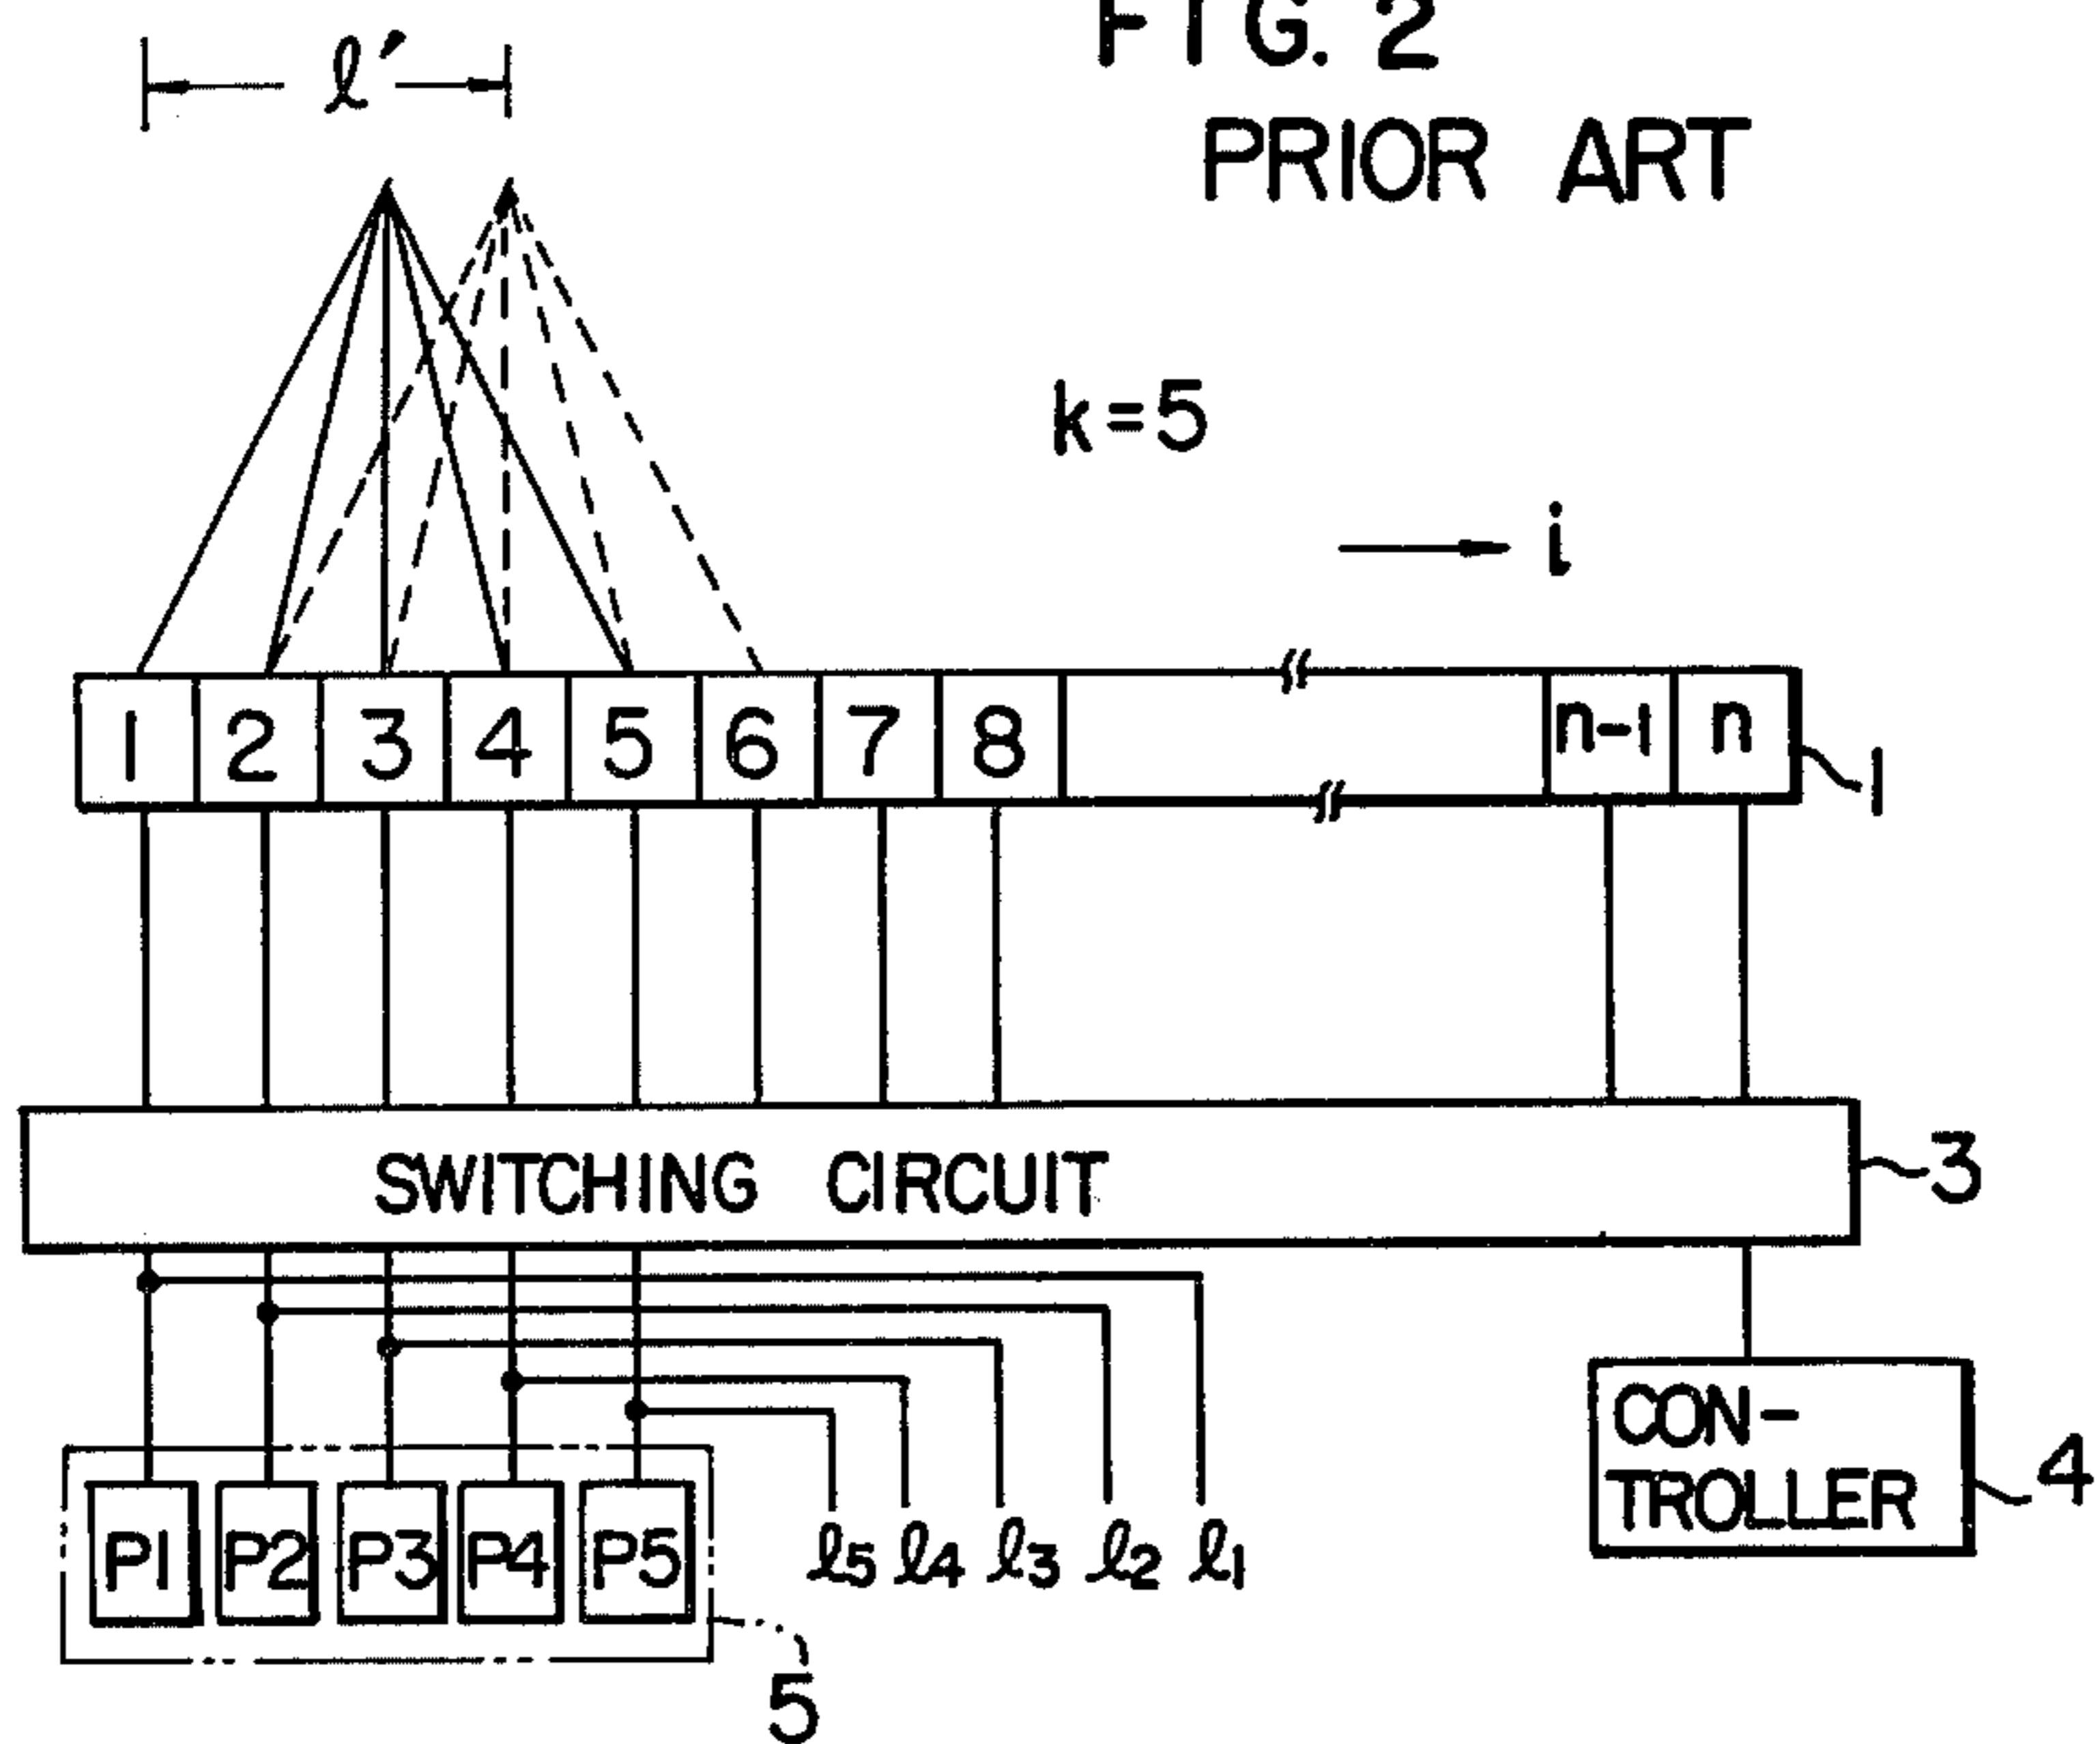 FIG. 2
PRIOR ART
ℓ'
k=5
i
1 2 3 4 5 6 7 8 n-1 n
1
SWITCHING CIRCUIT
3
CON-
TROLLER
4
P1 P2 P3 P4 P5
ℓ5 ℓ4 ℓ3 ℓ2 ℓ1
5